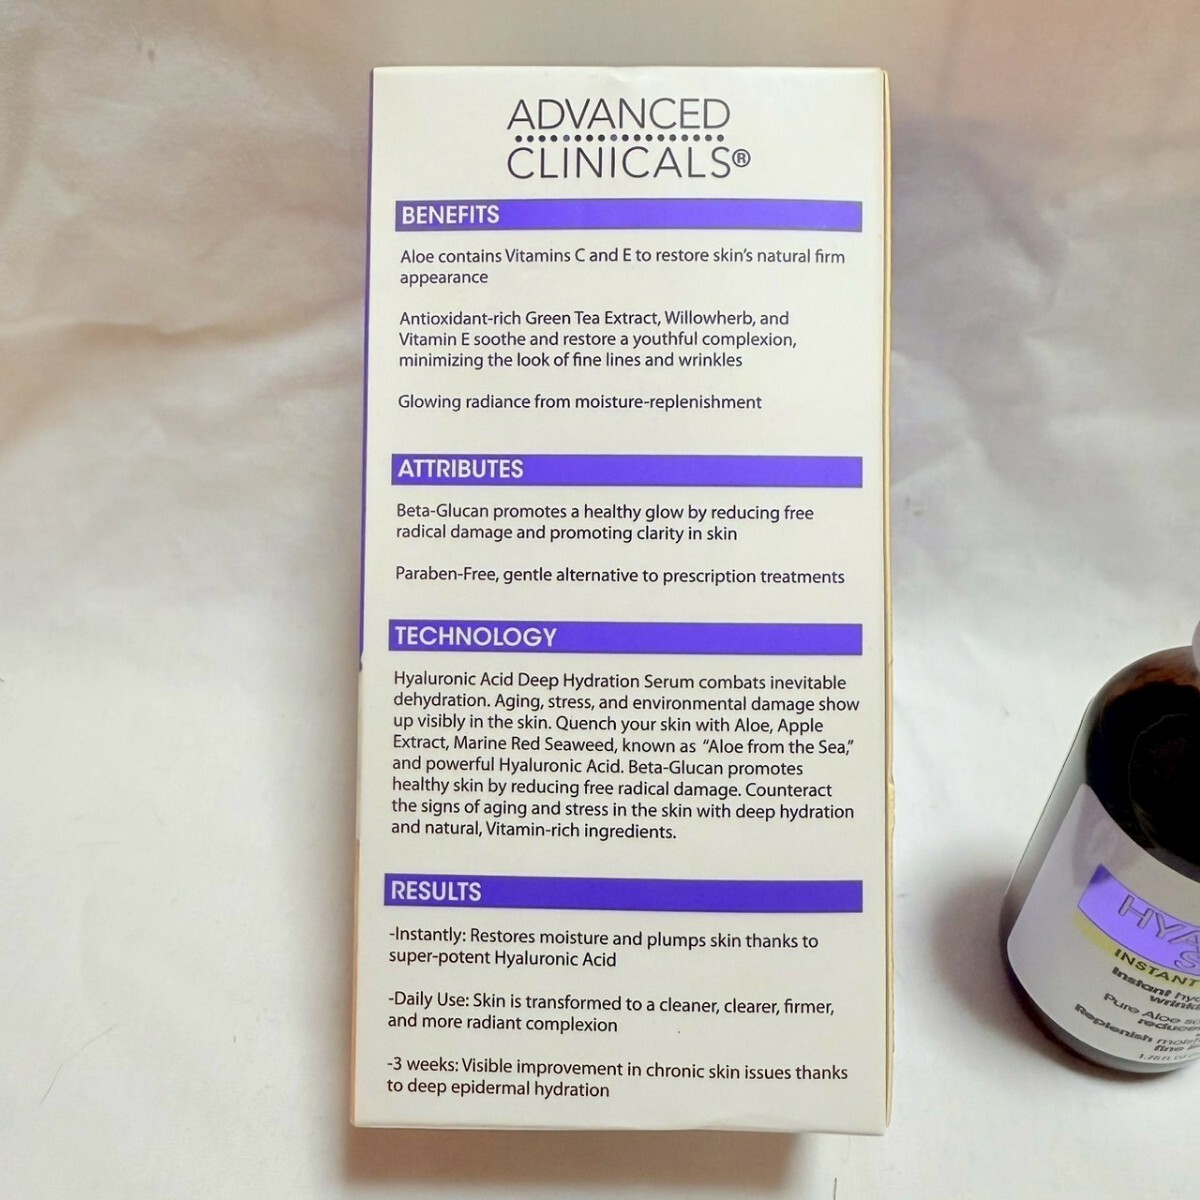 ADVANCED
CLINICALS®
BENEFITS
Aloe contains Vitamins C and E to restore skin's natural firm
appearance
Antioxidant-rich Green Tea Extract, Willowherb, and
Vitamin E soothe and restore a youthful complexion,
minimizing the look of fine lines and wrinkles
Glowing radiance from moisture-replenishment
ATTRIBUTES
Beta-Glucan promotes a healthy glow by reducing free
radical damage and promoting clarity in skin
Paraben-Free, gentle alternative to prescription treatments
TECHNOLOGY
Hyaluronic Acid Deep Hydration Serum combats inevitable
dehydration. Aging, stress, and environmental damage show
up visibly in the skin. Quench your skin with Aloe, Apple
Extract, Marine Red Seaweed, known as “Aloe from the Sea,”
and powerful Hyaluronic Acid. Beta-Glucan promotes
healthy skin by reducing free radical damage. Counteract
the signs of aging and stress in the skin with deep hydration
and natural, Vitamin-rich ingredients.
RESULTS
-Instantly: Restores moisture and plumps skin thanks to
super-potent Hyaluronic Acid
-Daily Use: Skin is transformed to a cleaner, clearer, firmer,
and more radiant complexion
-3 weeks: Visible improvement in chronic skin issues thanks
to deep epidermal hydration
HYA
S
INSTANT
Instant
Pure Aloe
Replenish
fine